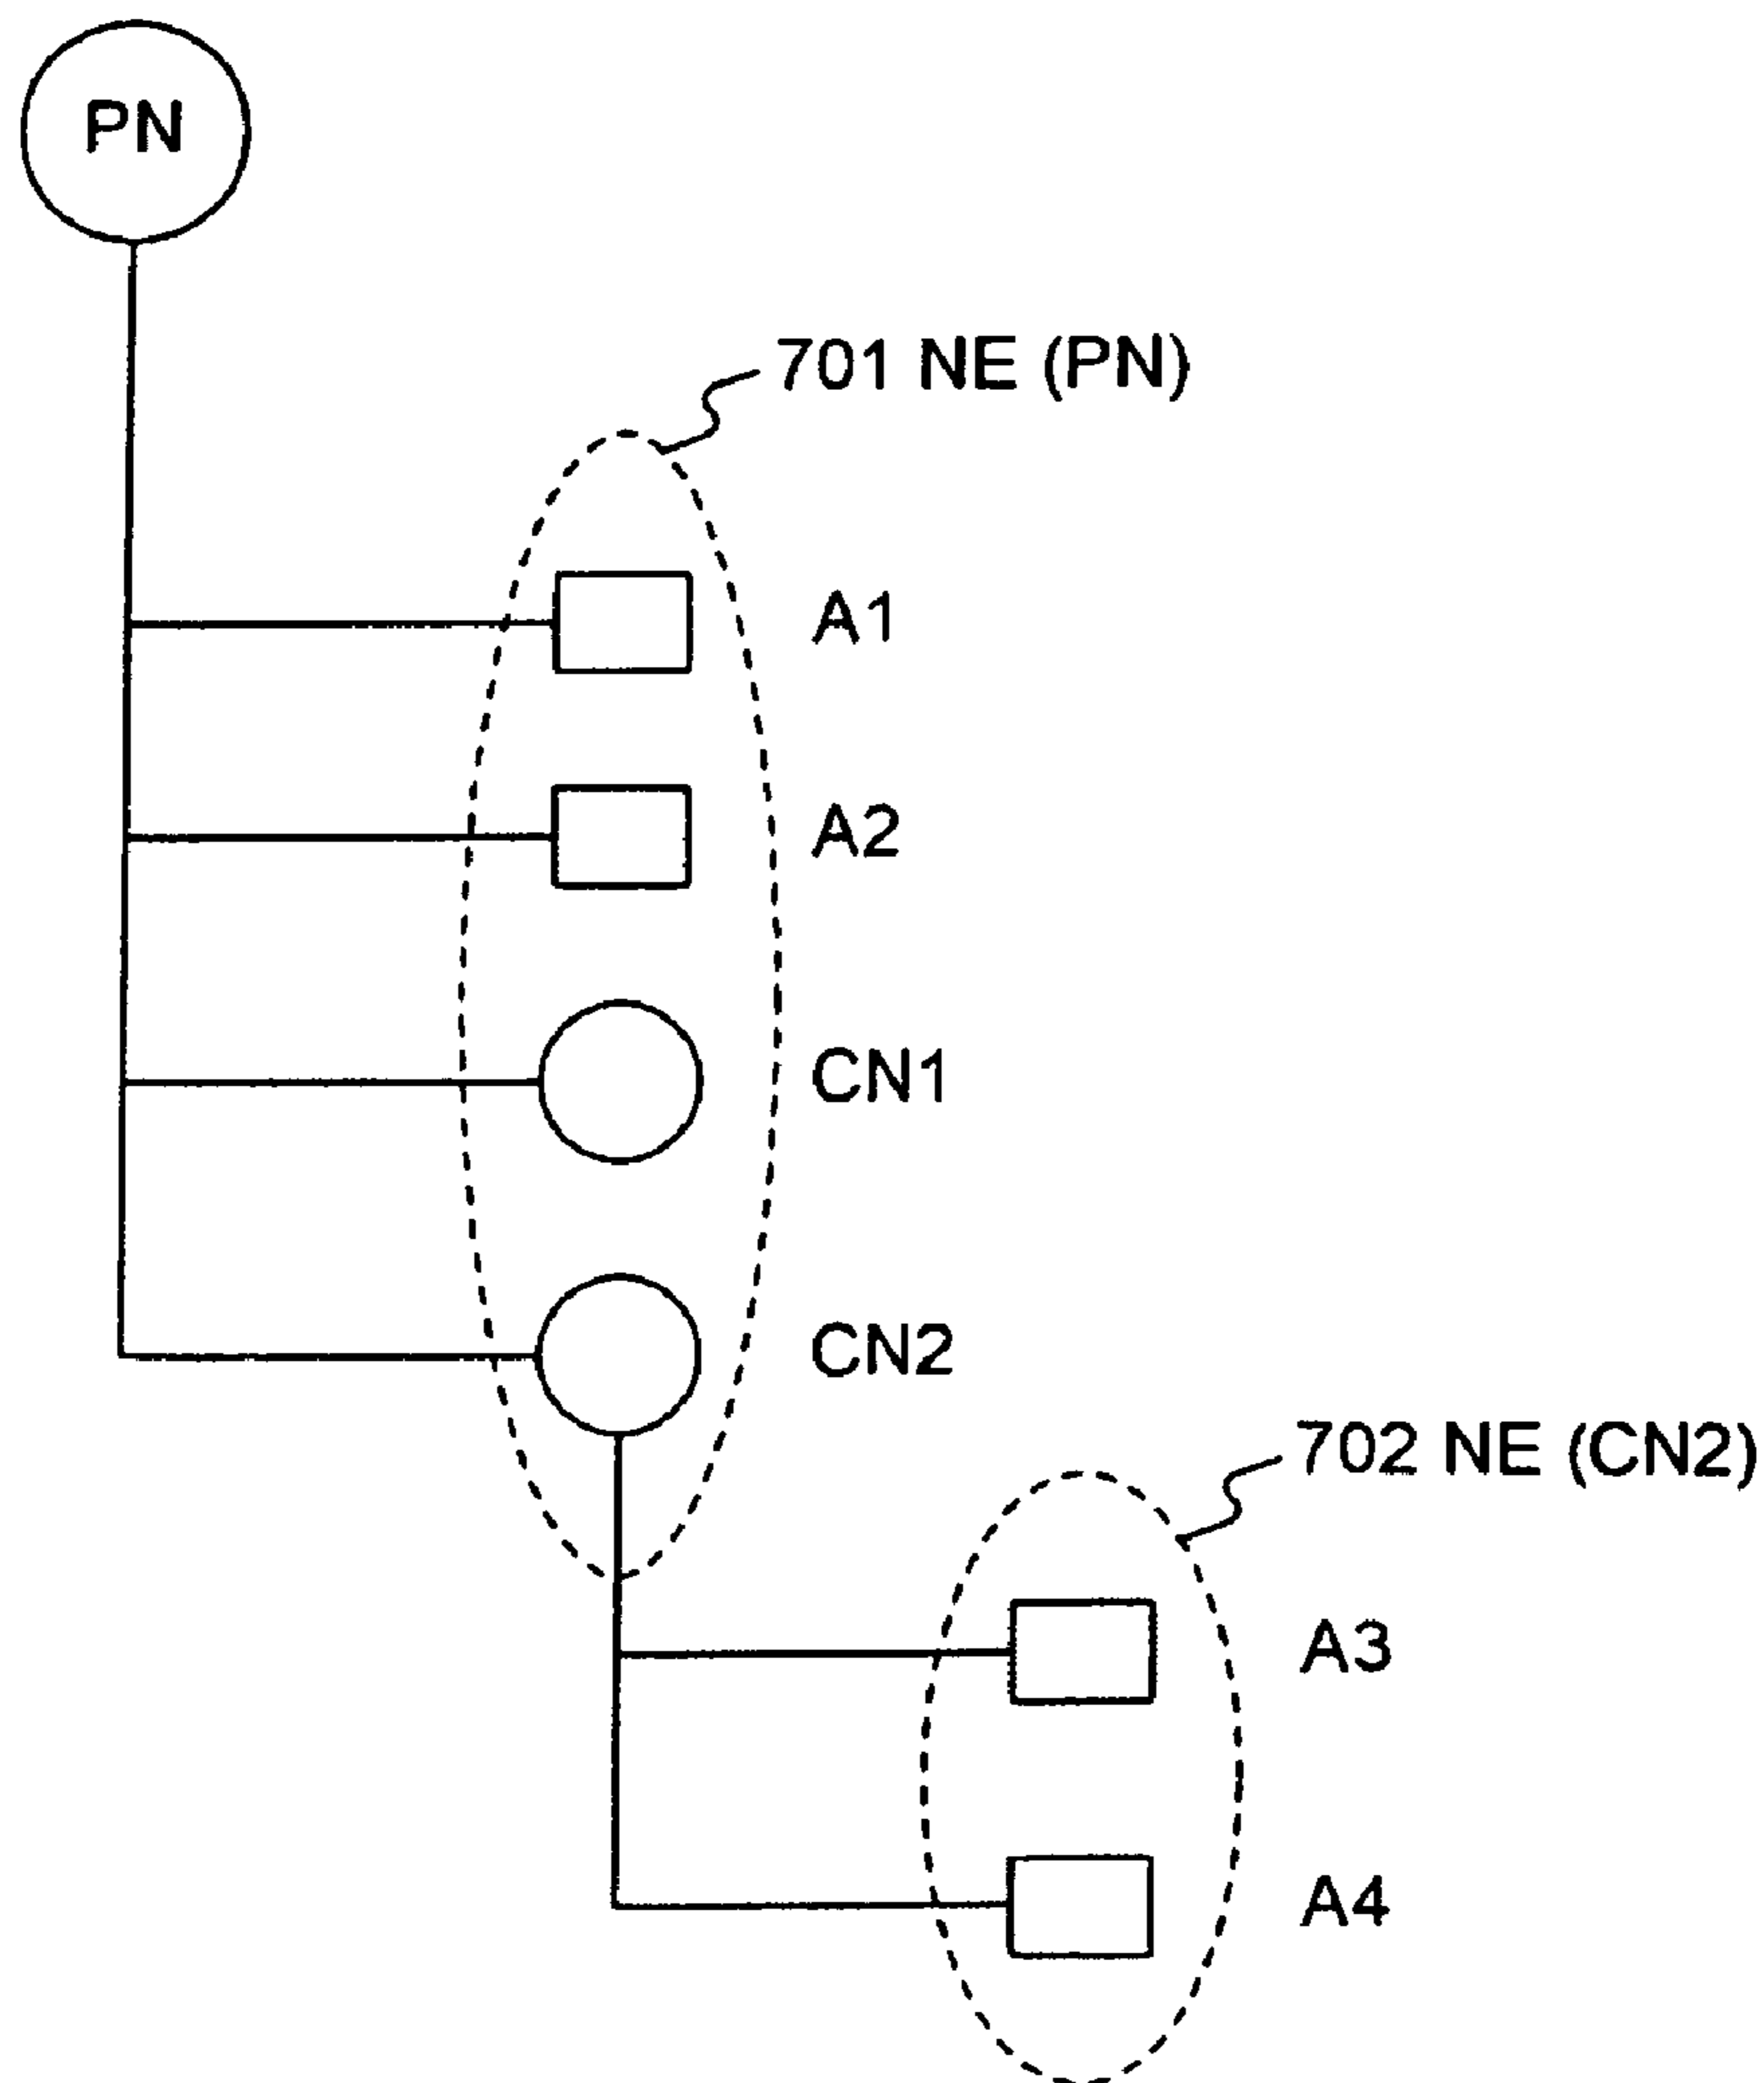 PN
701 NE (PN)
A1
A2
CN1
CN2
702 NE (CN2)
A3
A4